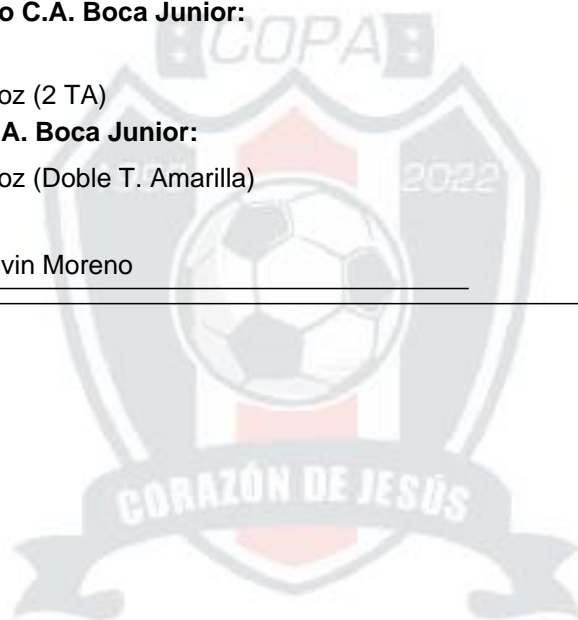 o C.A. Boca Junior:
COPA
oz (2 TA)
A. Boca Junior:
oz (Doble T. Amarilla)
2022
vin Moreno
CORAZÓN DE JESÚS